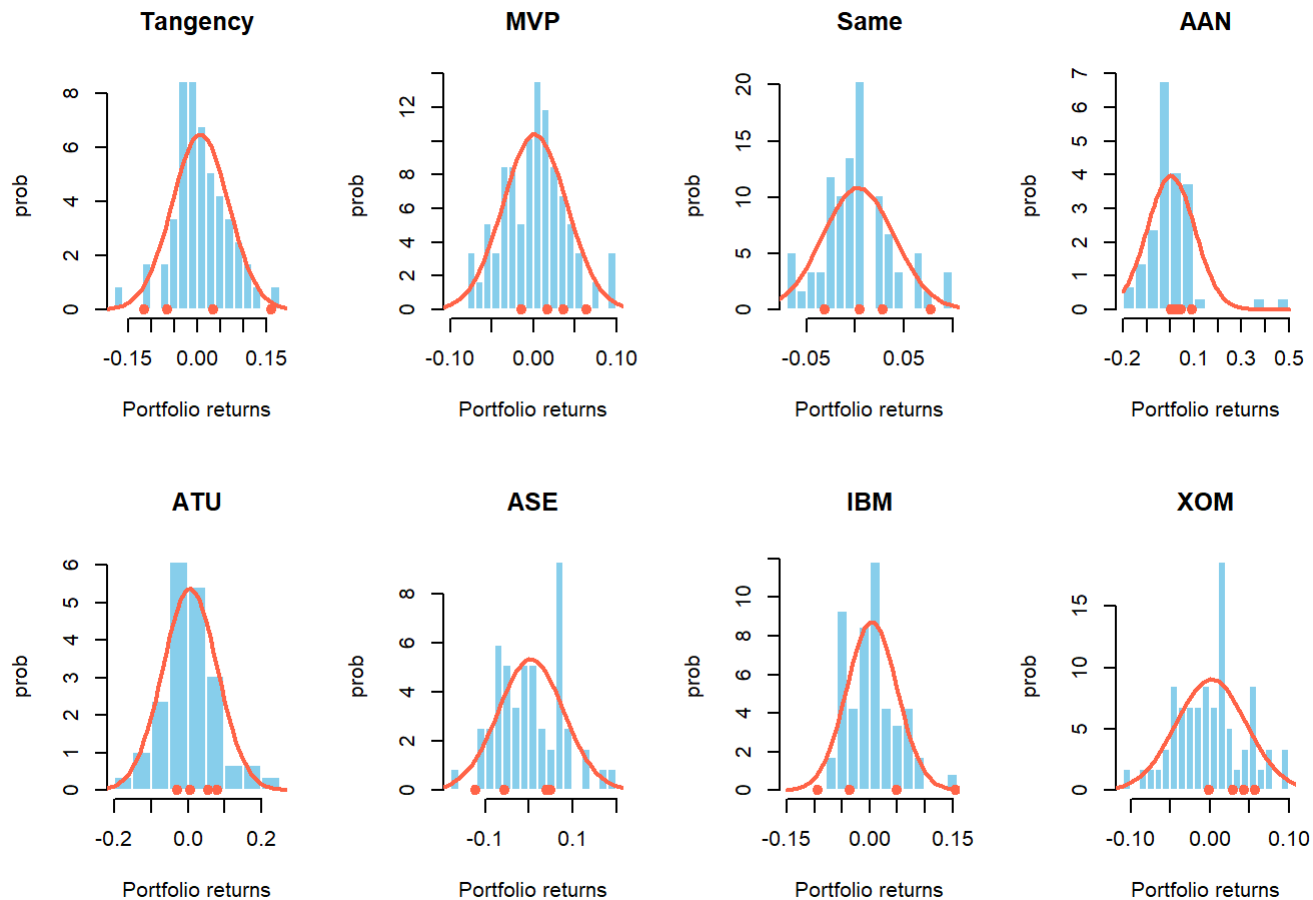 Tangency
prob
0 2 4 6 8
-0.15 0.00 0.15
Portfolio returns
MVP
prob
0 2 4 6 8 12
-0.10 0.00 0.10
Portfolio returns
Same
prob
0 5 10 15 20
-0.05 0.05
Portfolio returns
AAN
prob
0 1 2 3 4 5 6 7
-0.2 0.1 0.3 0.5
Portfolio returns
ATU
prob
0 1 2 3 4 5 6
-0.2 0.0 0.2
Portfolio returns
ASE
prob
0 2 4 6 8
-0.1 0.1
Portfolio returns
IBM
prob
0 2 4 6 8 10
-0.15 0.00 0.15
Portfolio returns
XOM
prob
0 5 10 15
-0.10 0.00 0.10
Portfolio returns